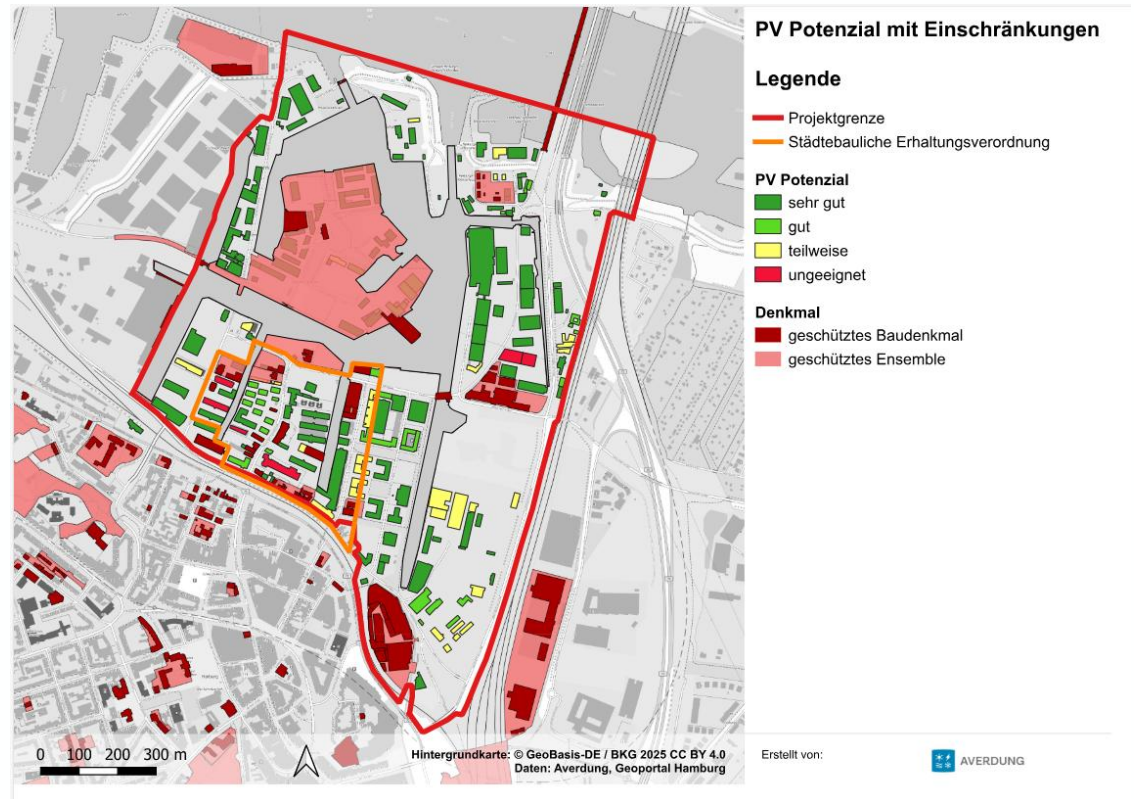 PV Potenzial mit Einschränkungen
Legende
Projektgrenze
Städtebauliche Erhaltungsverordnung
PV Potenzial
sehr gut
gut
teilweise
ungeeignet
Denkmal
geschütztes Baudenkmal
geschütztes Ensemble
0 100 200 300 m
Hintergrundkarte: © GeoBasis-DE / BKG 2025 CC BY 4.0
Daten: Averdung, Geoportal Hamburg
Erstellt von:
AVERDUNG